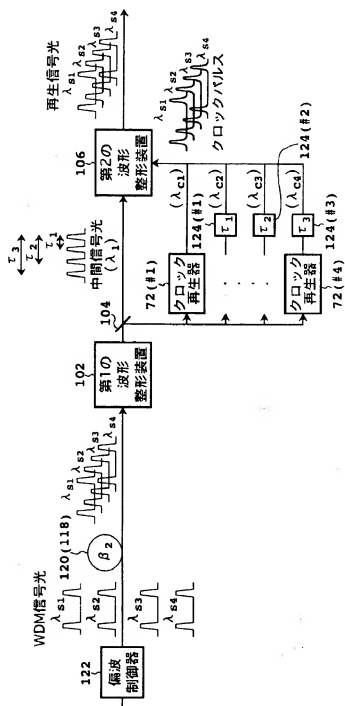 WDM信号光
λS1
λS2
λS3
λS4
122
偏波
制御器
120(118)
β2
λS1
λS2
λS3
λS4
102
第1の
波形
整形装置
104
τ3
τ2
τ1
中間信号光
(λ1)
106
第2の
波形
整形装置
再生信号光
λS1
λS2
λS3
λS4
72(#1)
クロック
再生器
(λC1)
124(#1)
τ1
(λC2)
τ2
(λC3)
124(#2)
72(#4)
クロック
再生器
τ3
(λC4)
124(#3)
λS1
λS2
λS3
λS4
クロックパルス